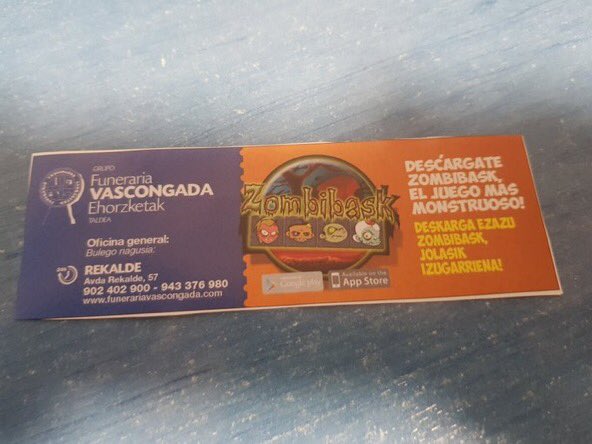 GRUPO
Funeraria
VASCONGADA
Ehorzketak
TALDEA
Oficina general:
Bulego nagusia:
REKALDE
Avda Rekalde, 57
902 402 900 - 943 376 980
www.funerariavascongada.com
Zombibask
Google play
Available on the
App Store
DESCÁRGATE
ZOMBIBASK,
EL JUEGO MÁS
MONSTRUOSO!
DESKARGA EZAZU
ZOMBIBASK,
JOLASIK
IZUGARRIENA!